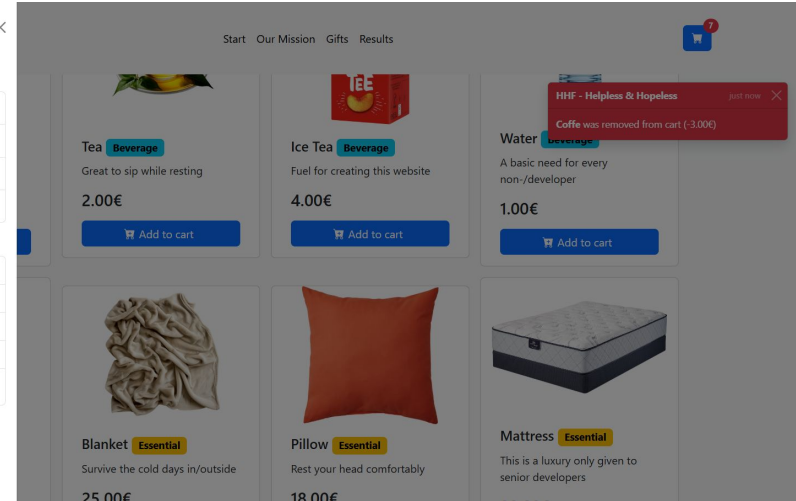 Start Our Mission Gifts Results
7
HHF - Helpless & Hopeless just now
Coffe was removed from cart (-3.00€)
TEE
Tea Beverage
Great to sip while resting
2.00€
Add to cart
Ice Tea Beverage
Fuel for creating this website
4.00€
Add to cart
Water Beverage
A basic need for every
non-/developer
1.00€
Add to cart
Blanket Essential
Survive the cold days in/outside
25.00€
Pillow Essential
Rest your head comfortably
18.00€
Mattress Essential
This is a luxury only given to
senior developers